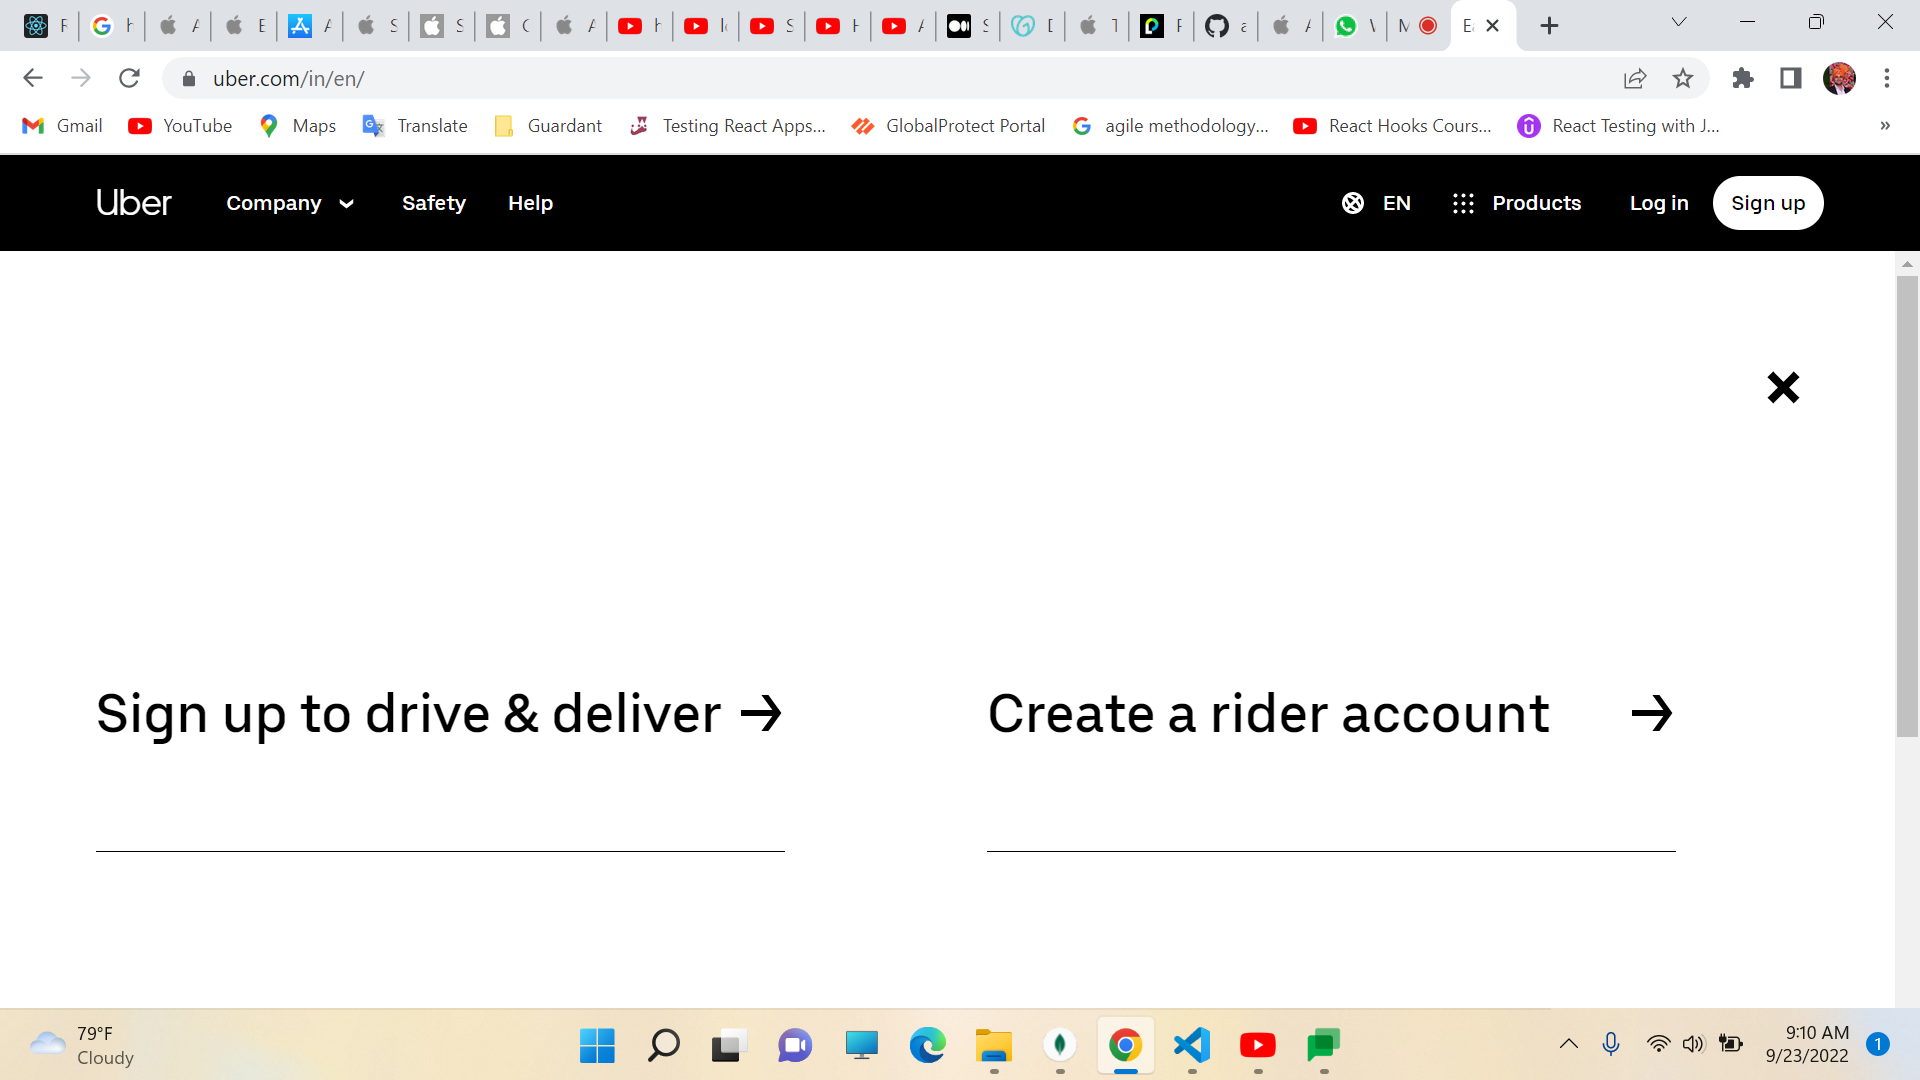 uber.com/in/en/
Gmail YouTube Maps Translate Guardant Testing React Apps... GlobalProtect Portal agile methodology... React Hooks Cours... React Testing with J... »
Uber Company Safety Help EN Products Log in Sign up
Sign up to drive & deliver → Create a rider account →
79°F
Cloudy
9:10 AM
9/23/2022
1